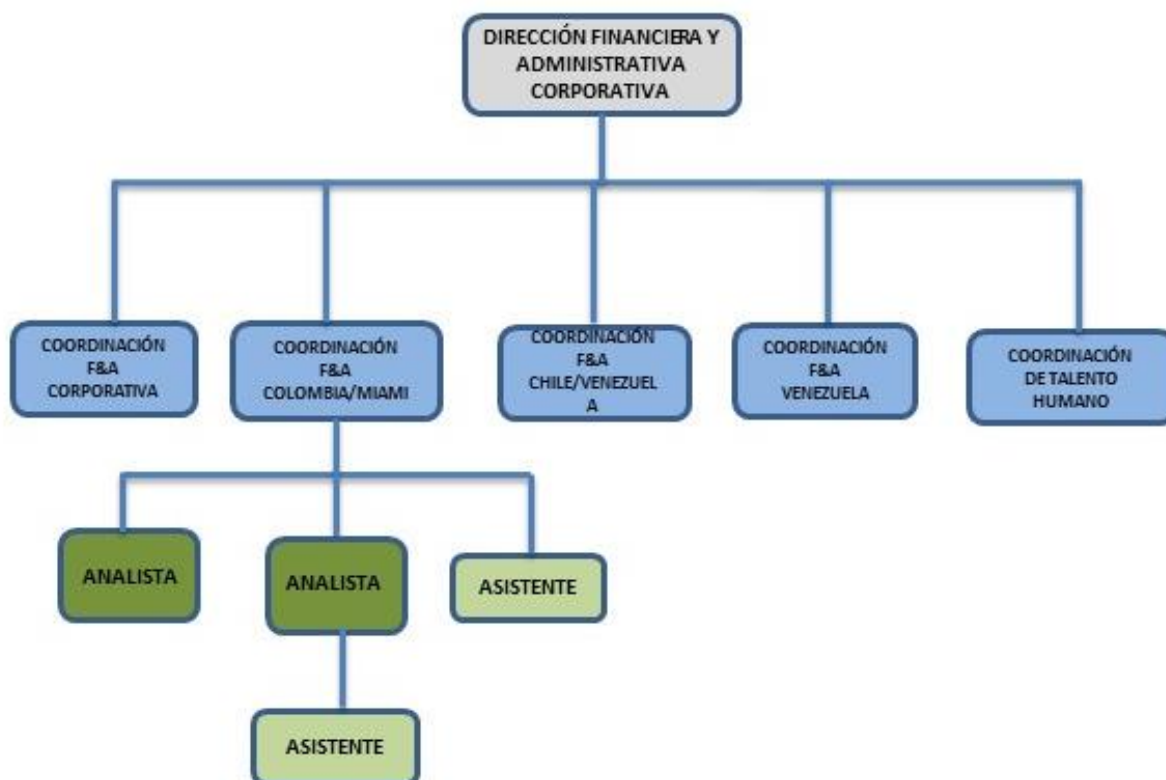 DIRECCIÓN FINANCIERA Y
ADMINISTRATIVA
CORPORATIVA
COORDINACIÓN
F&A
CORPORATIVA
COORDINACIÓN
F&A
COLOMBIA/MIAMI
COORDINACIÓN
F&A
CHILE/VENEZUEL
A
COORDINACIÓN
F&A
VENEZUELA
COORDINACIÓN
DE TALENTO
HUMANO
ANALISTA
ANALISTA
ASISTENTE
ASISTENTE